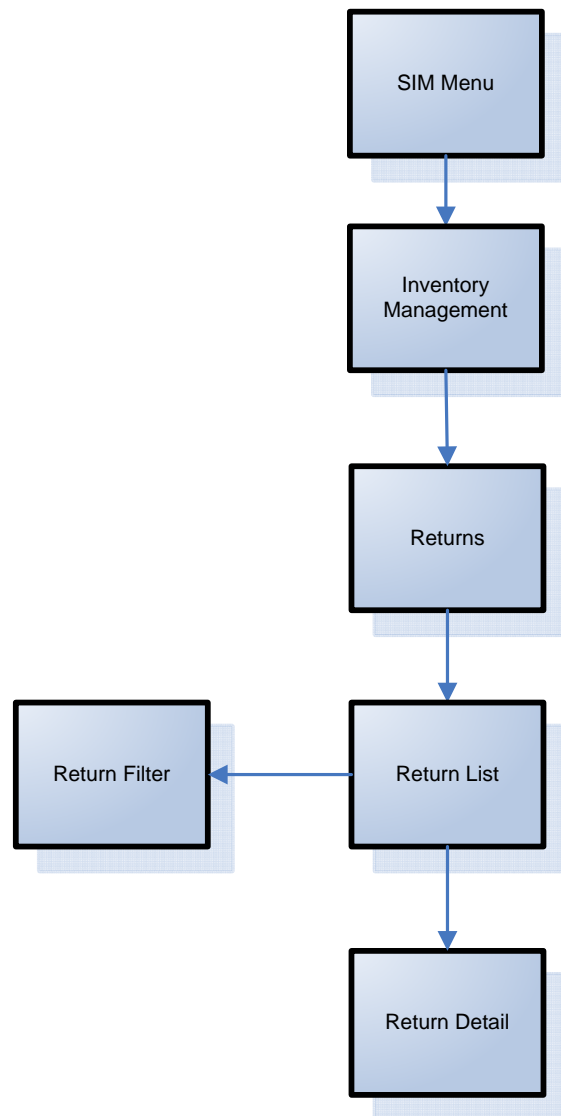 SIM Menu
Inventory
Management
Returns
Return Filter
Return List
Return Detail